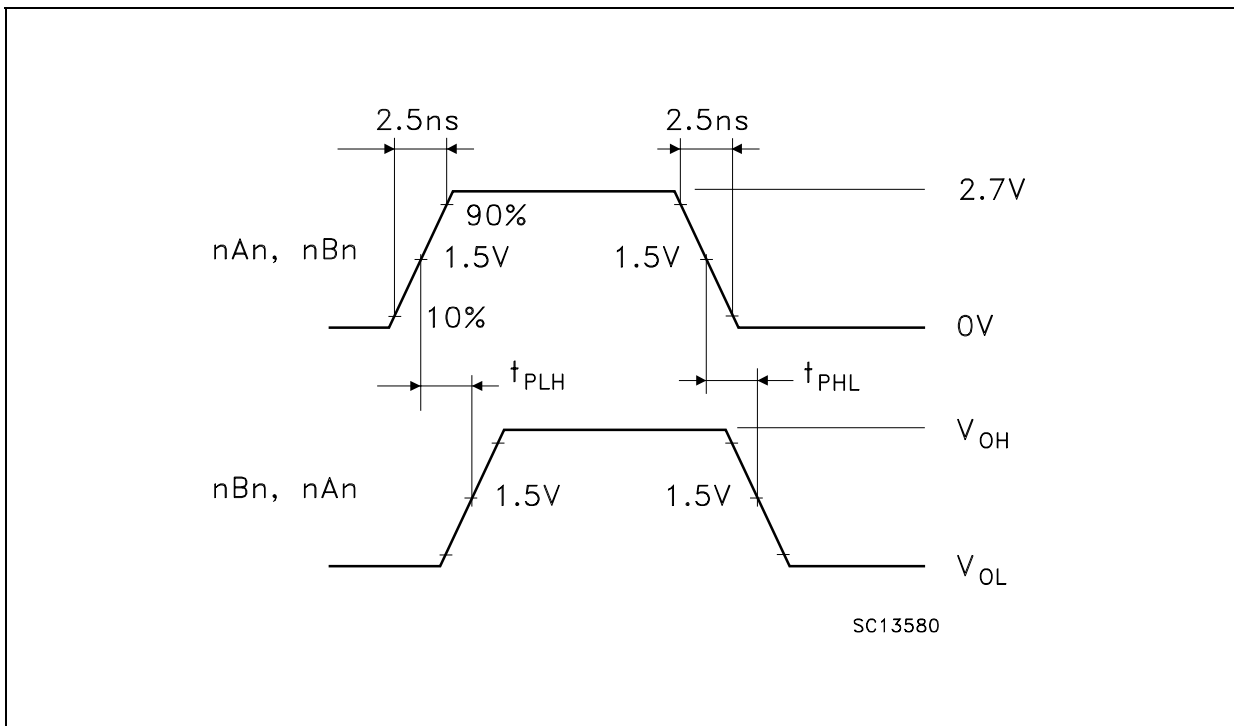 2.5ns 2.5ns
2.7V
90%
nAn, nBn 1.5V 1.5V
10% 0V
tPLH tPHL
VOH
nBn, nAn 1.5V 1.5V
VOL
SC13580